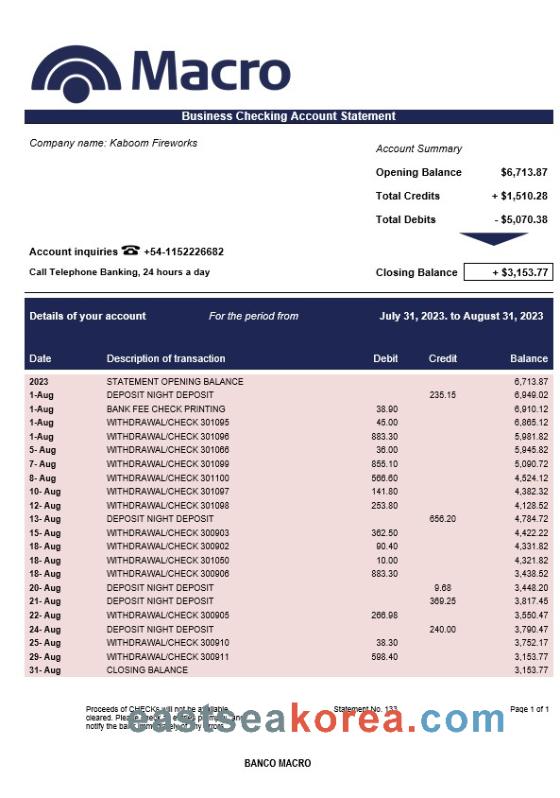 Macro
Business Checking Account Statement
Company name: Kaboom Fireworks
Account Summary
Opening Balance $6,713.87
Total Credits + $1,510.28
Total Debits - $5,070.38
Account inquiries ☎ +54-1152226682
Call Telephone Banking, 24 hours a day
Closing Balance + $3,153.77
Details of your account For the period from July 31, 2023. to August 31, 2023
Date Description of transaction Debit Credit Balance
2023 STATEMENT OPENING BALANCE 6,713.87
1-Aug DEPOSIT NIGHT DEPOSIT 235.15 6,949.02
1-Aug BANK FEE CHECK PRINTING 38.90 6,910.12
1-Aug WITHDRAWAL/CHECK 301095 45.00 6,865.12
1-Aug WITHDRAWAL/CHECK 301096 883.30 5,981.82
5- Aug WITHDRAWAL/CHECK 301066 36.00 5,945.82
7- Aug WITHDRAWAL/CHECK 301099 855.10 5,090.72
8- Aug WITHDRAWAL/CHECK 301100 566.60 4,524.12
10- Aug WITHDRAWAL/CHECK 301097 141.80 4,382.32
12- Aug WITHDRAWAL/CHECK 301098 253.80 4,128.52
13- Aug DEPOSIT NIGHT DEPOSIT 656.20 4,784.72
15- Aug WITHDRAWAL/CHECK 300903 362.50 4,422.22
18- Aug WITHDRAWAL/CHECK 300902 90.40 4,331.82
18- Aug WITHDRAWAL/CHECK 301050 10.00 4,321.82
18- Aug WITHDRAWAL/CHECK 300906 883.30 3,438.52
20- Aug DEPOSIT NIGHT DEPOSIT 9.68 3,448.20
21- Aug DEPOSIT NIGHT DEPOSIT 369.25 3,817.45
22- Aug WITHDRAWAL/CHECK 300905 266.98 3,550.47
24- Aug DEPOSIT NIGHT DEPOSIT 240.00 3,790.47
25- Aug WITHDRAWAL/CHECK 300910 38.30 3,752.17
29- Aug WITHDRAWAL/CHECK 300911 598.40 3,153.77
31- Aug CLOSING BALANCE 3,153.77
Proceeds of CHECKs will not be available Statement No. 133 Page 1 of 1
cleared. Please check all entries
notify the bank immediately of any errors
eastseakorea.com
BANCO MACRO